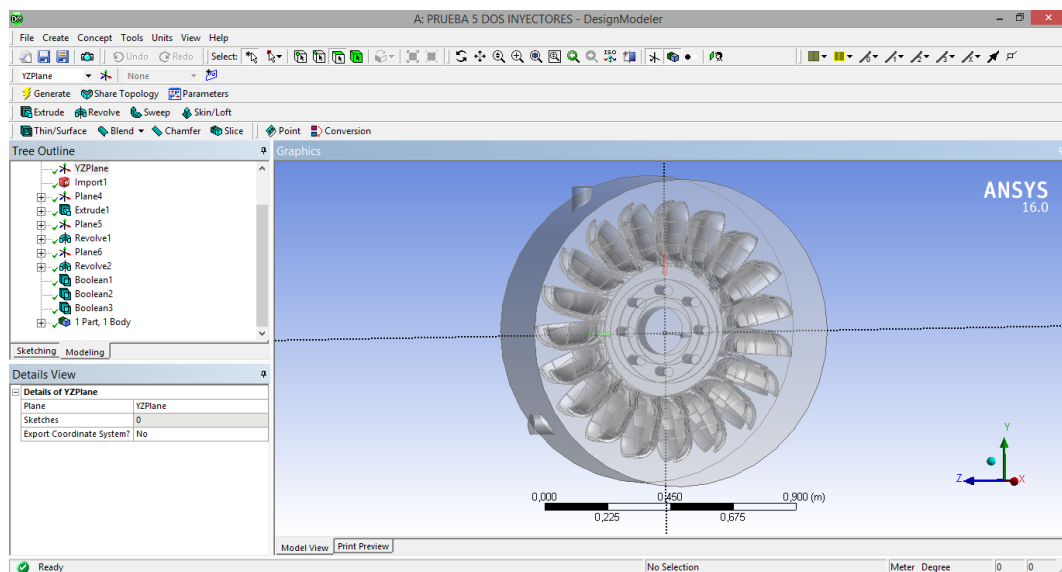 A: PRUEBA 5 DOS INYECTORES - DesignModeler
File Create Concept Tools Units View Help
Undo Redo Select: ISO
YZPlane None
Generate Share Topology Parameters
Extrude Revolve Sweep Skin/Loft
Thin/Surface Blend Chamfer Slice Point Conversion
Tree Outline
YZPlane
Import1
Plane4
Extrude1
Plane5
Revolve1
Plane6
Revolve2
Boolean1
Boolean2
Boolean3
1 Part, 1 Body
Sketching Modeling
Details View
Details of YZPlane
Plane YZPlane
Sketches 0
Export Coordinate System? No
Graphics
ANSYS
16.0
Y
Z X
0,000 0,450 0,900 (m)
0,225 0,675
Model View Print Preview
Ready No Selection Meter Degree 0 0